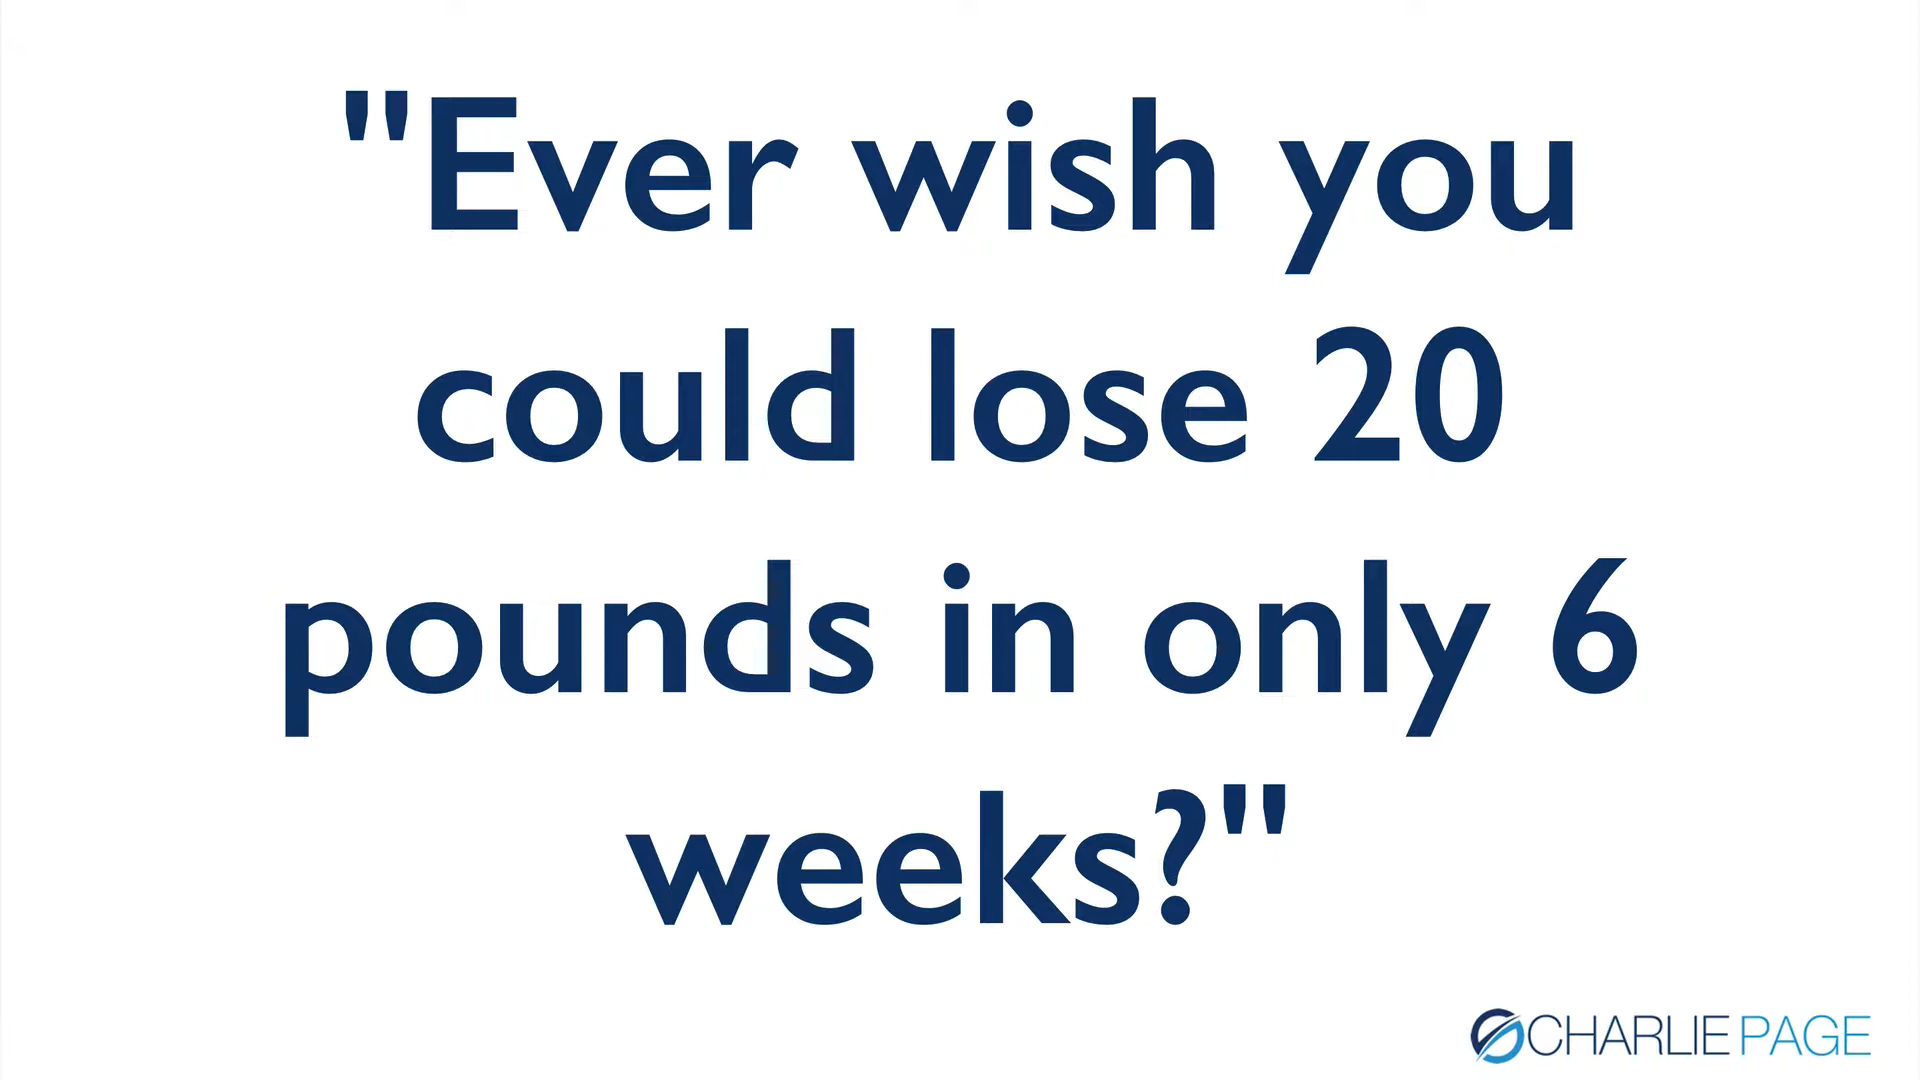 "Ever wish you
could lose 20
pounds in only 6
weeks?"
CHARLIE PAGE